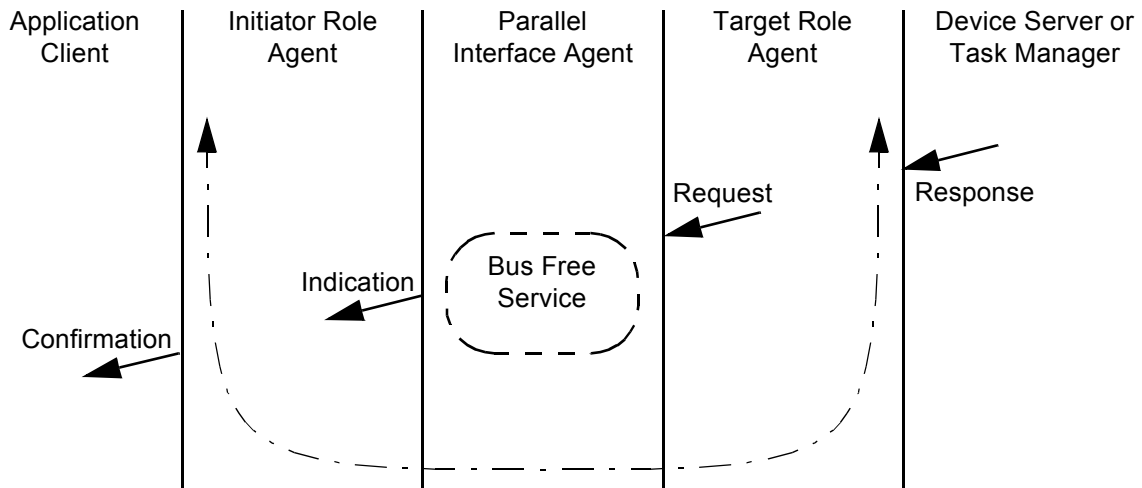 Application
Client
Initiator Role
Agent
Parallel
Interface Agent
Target Role
Agent
Device Server or
Task Manager
Response
Request
Bus Free
Service
Indication
Confirmation